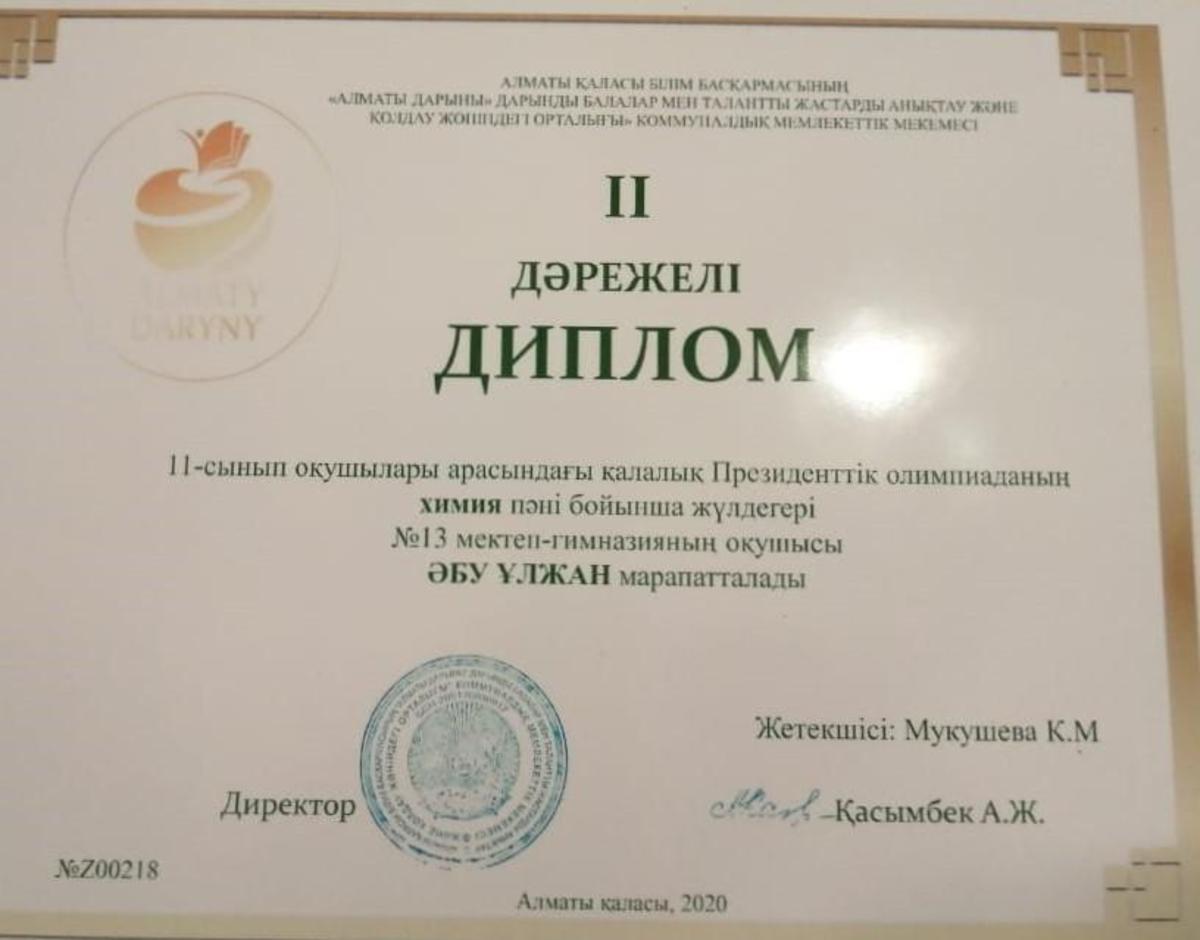 АЛМАТЫ ҚАЛАСЫ БІЛІМ БАСҚАРМАСЫНЫҢ
«АЛМАТЫ ДАРЫНЫ» ДАРЫНДЫ БАЛАЛАР МЕН ТАЛАНТТЫ ЖАСТАРДЫ АНЫҚТАУ ЖӘНЕ
ҚОЛДАУ ЖӨНІНДЕГІ ОРТАЛЫҒЫ» КОММУНАЛДЫҚ МЕМЛЕКЕТТІК МЕКЕМЕСІ
ALMATY
DARYNY
II
ДӘРЕЖЕЛІ
ДИПЛОМ
11-сынып оқушылары арасындағы қалалық Президенттік олимпиаданың
химия пәні бойынша жүлдегері
№13 мектеп-гимназияның оқушысы
ӘБУ ҰЛЖАН марапатталады
Жетекшісі: Мукушева К.М
Директор
Қасымбек А.Ж.
№Z00218
Алматы қаласы, 2020